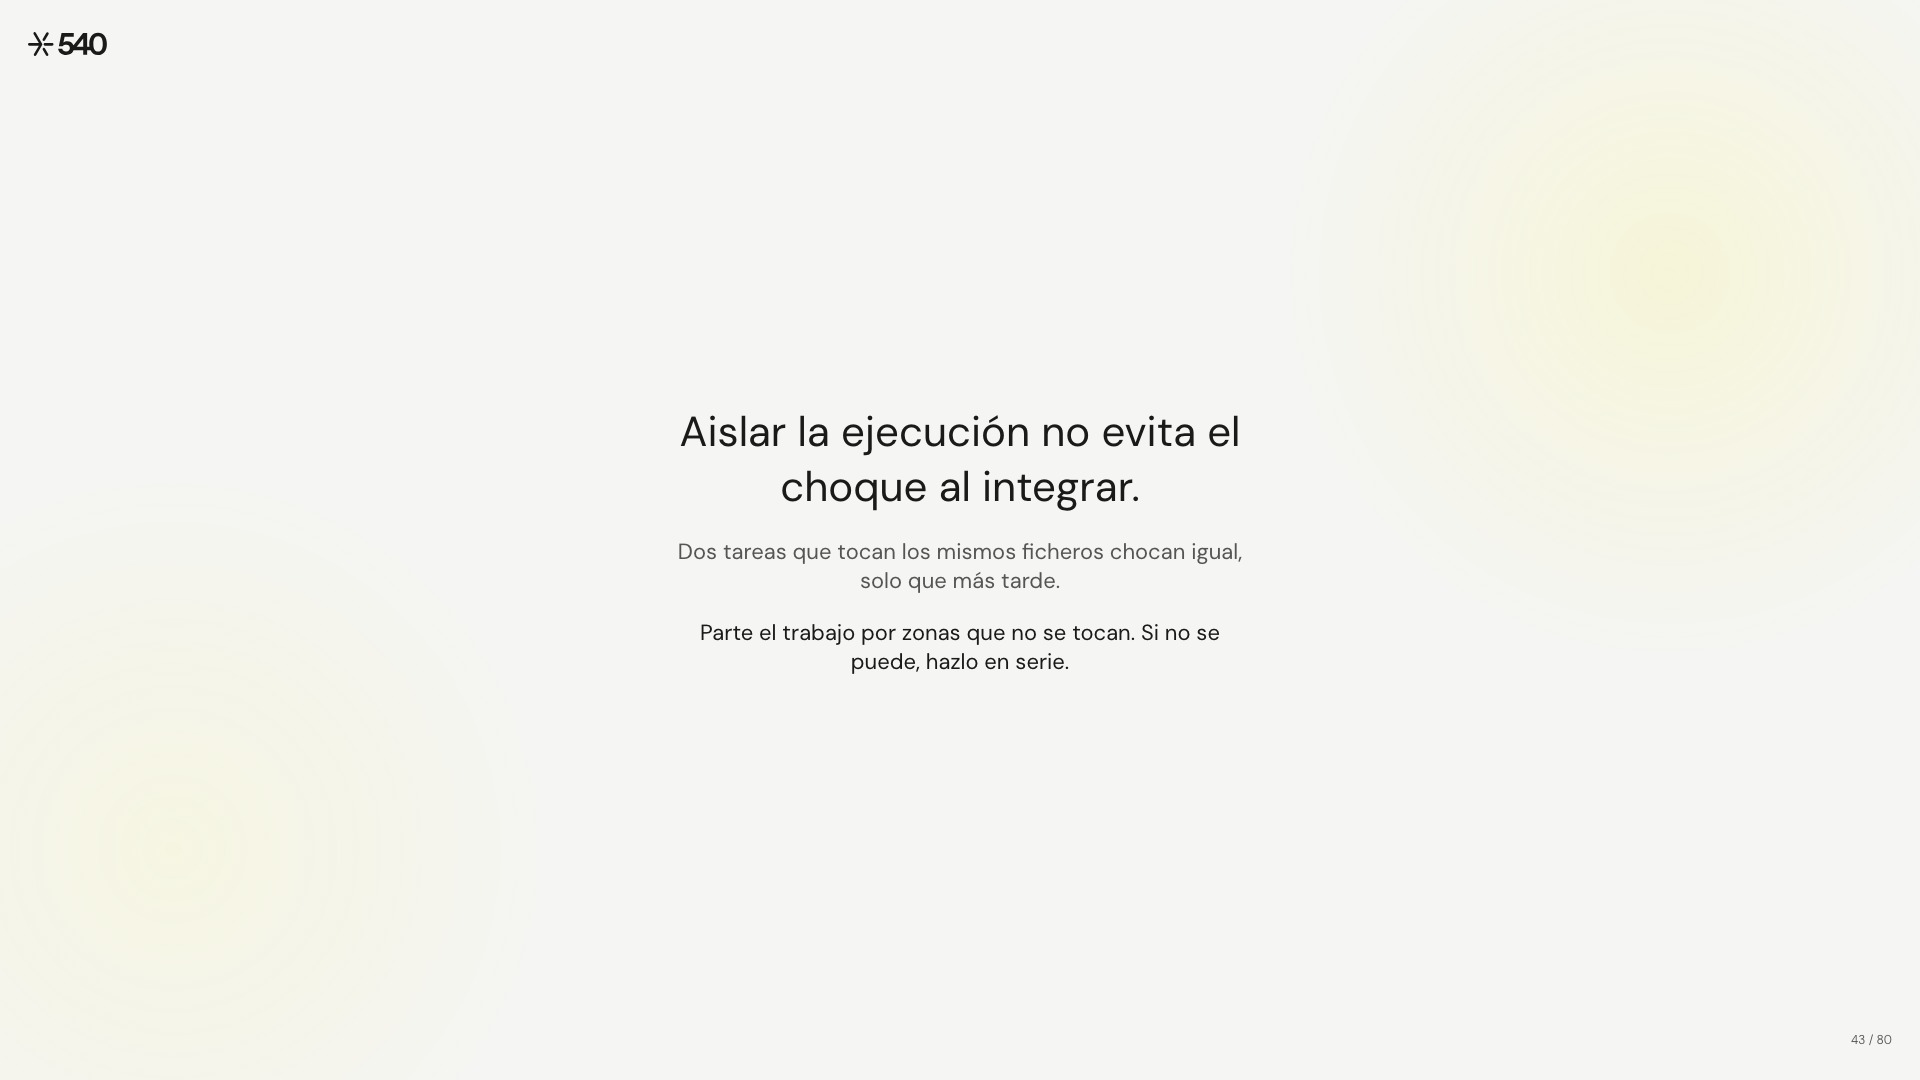 540
Aislar la ejecución no evita el
choque al integrar.
Dos tareas que tocan los mismos ficheros chocan igual,
solo que más tarde.
Parte el trabajo por zonas que no se tocan. Si no se
puede, hazlo en serie.
43 / 80